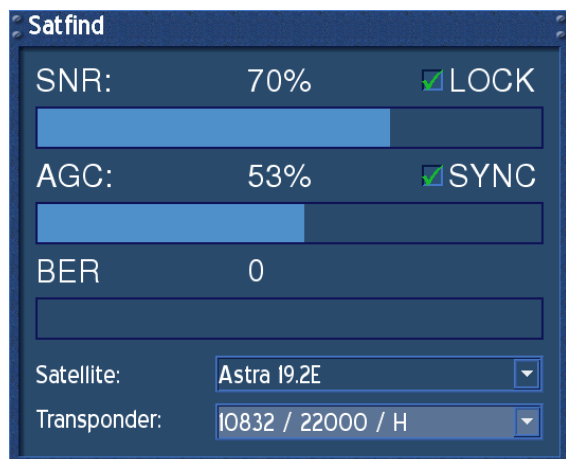 Satfind
SNR: 70% LOCK
AGC: 53% SYNC
BER 0
Satellite: Astra 19.2E
Transponder: 10832 / 22000 / H